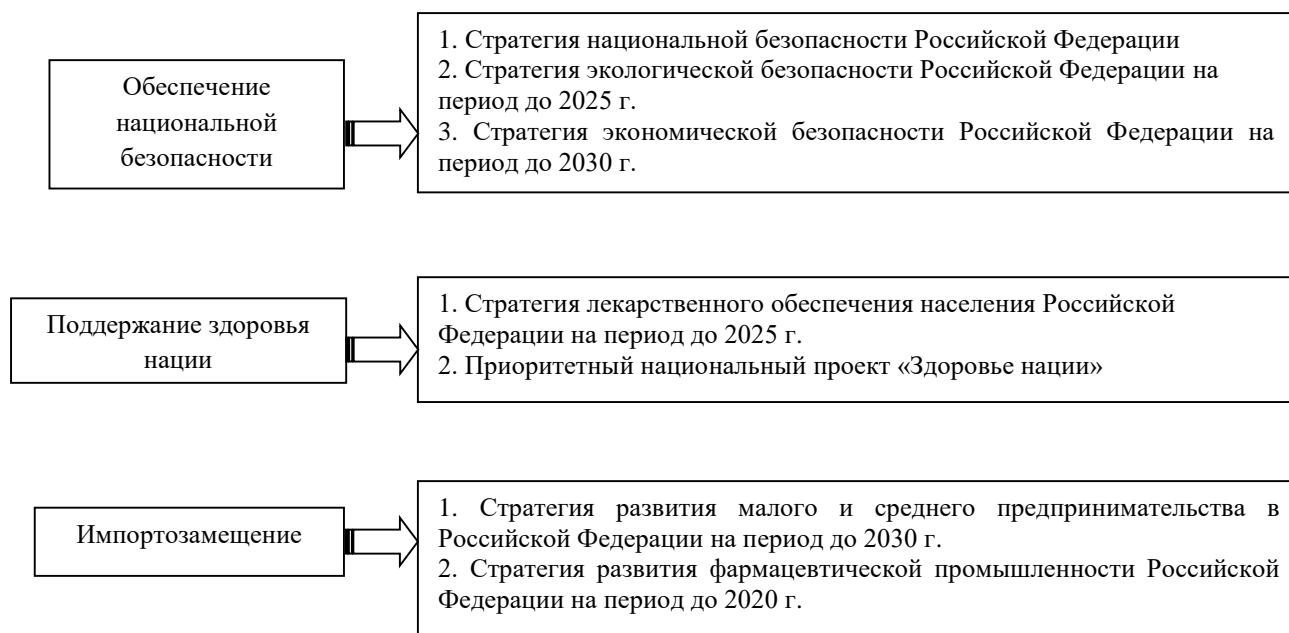 Обеспечение
национальной
безопасности
1. Стратегия национальной безопасности Российской Федерации
2. Стратегия экологической безопасности Российской Федерации на
период до 2025 г.
3. Стратегия экономической безопасности Российской Федерации на
период до 2030 г.
Поддержание здоровья
нации
1. Стратегия лекарственного обеспечения населения Российской
Федерации на период до 2025 г.
2. Приоритетный национальный проект «Здоровье нации»
Импортозамещение
1. Стратегия развития малого и среднего предпринимательства в
Российской Федерации на период до 2030 г.
2. Стратегия развития фармацевтической промышленности Российской
Федерации на период до 2020 г.